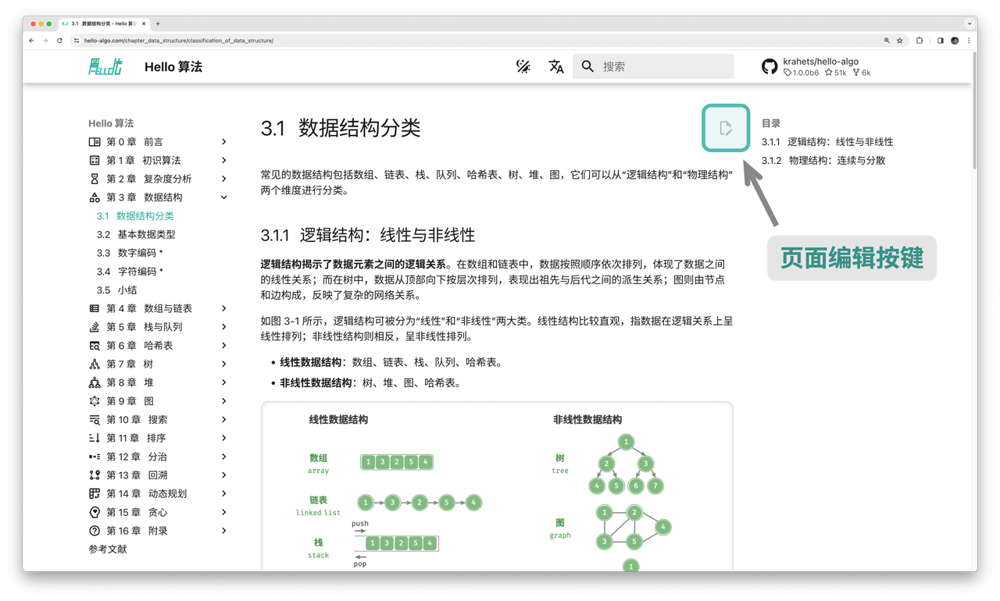 3.1 数据结构分类 - Hello 算法
hello-algo.com/chapter_data_structure/classification_of_data_structure/
HELLO
Hello 算法
搜索
krahets/hello-algo
1.0.0b6 51k 6k
Hello 算法
第 0 章 前言
第 1 章 初识算法
第 2 章 复杂度分析
第 3 章 数据结构
3.1 数据结构分类
3.2 基本数据类型
3.3 数字编码 *
3.4 字符编码 *
3.5 小结
第 4 章 数组与链表
第 5 章 栈与队列
第 6 章 哈希表
第 7 章 树
第 8 章 堆
第 9 章 图
第 10 章 搜索
第 11 章 排序
第 12 章 分治
第 13 章 回溯
第 14 章 动态规划
第 15 章 贪心
第 16 章 附录
参考文献
3.1 数据结构分类
常见的数据结构包括数组、链表、栈、队列、哈希表、树、堆、图，它们可以从“逻辑结构”和“物理结构”
两个维度进行分类。
3.1.1 逻辑结构：线性与非线性
逻辑结构揭示了数据元素之间的逻辑关系。在数组和链表中，数据按照顺序依次排列，体现了数据之间
的线性关系；而在树中，数据从顶部向下按层次排列，表现出祖先与后代之间的派生关系；图则由节点
和边构成，反映了复杂的网络关系。
如图 3-1 所示，逻辑结构可被分为“线性”和“非线性”两大类。线性结构比较直观，指数据在逻辑关系上呈
线性排列；非线性结构则相反，呈非线性排列。
• 线性数据结构：数组、链表、栈、队列、哈希表。
• 非线性数据结构：树、堆、图、哈希表。
线性数据结构
数组
array
1 3 2 5 4
链表
linked list
1 3 2 5 4
栈
stack
push
1 3 2 5 4
pop
非线性数据结构
树
tree
1
2 3
4 5 6 7
图
graph
1 2
4
3 5
1
目录
3.1.1 逻辑结构：线性与非线性
3.1.2 物理结构：连续与分散
页面编辑按键